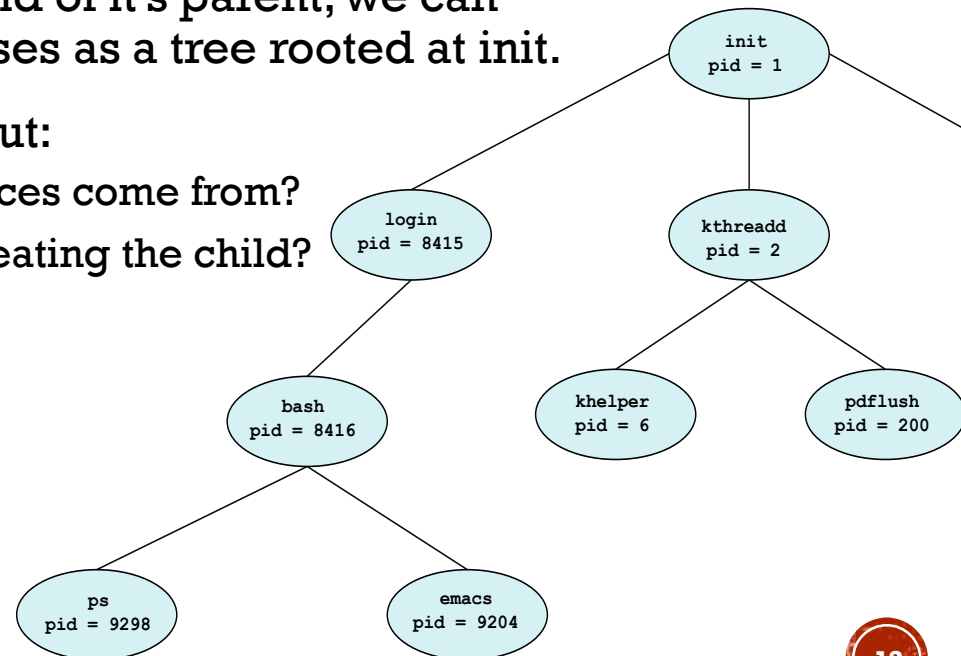 d of it's parent, we can
ses as a tree rooted at init.
ut:
ces come from?
eating the child?
init
pid = 1
login
pid = 8415
kthreadd
pid = 2
bash
pid = 8416
khelper
pid = 6
pdflush
pid = 200
ps
pid = 9298
emacs
pid = 9204